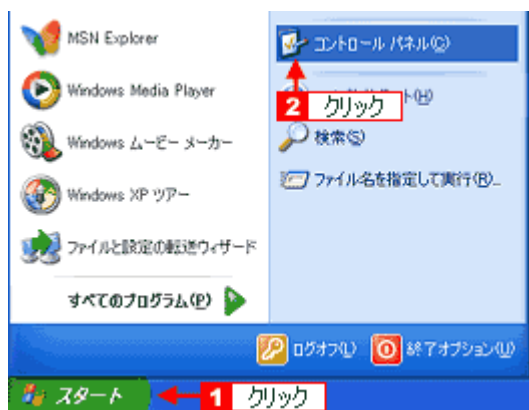 MSN Explorer
Windows Media Player
Windows ムービー メーカー
Windows XP ツアー
ファイルと設定の転送ウィザード
すべてのプログラム(P)
コントロール パネル(C)
2 クリック
ト(H)
検索(S)
ファイル名を指定して実行(R)...
ログオフ(L)
終了オプション(U)
スタート
1 クリック